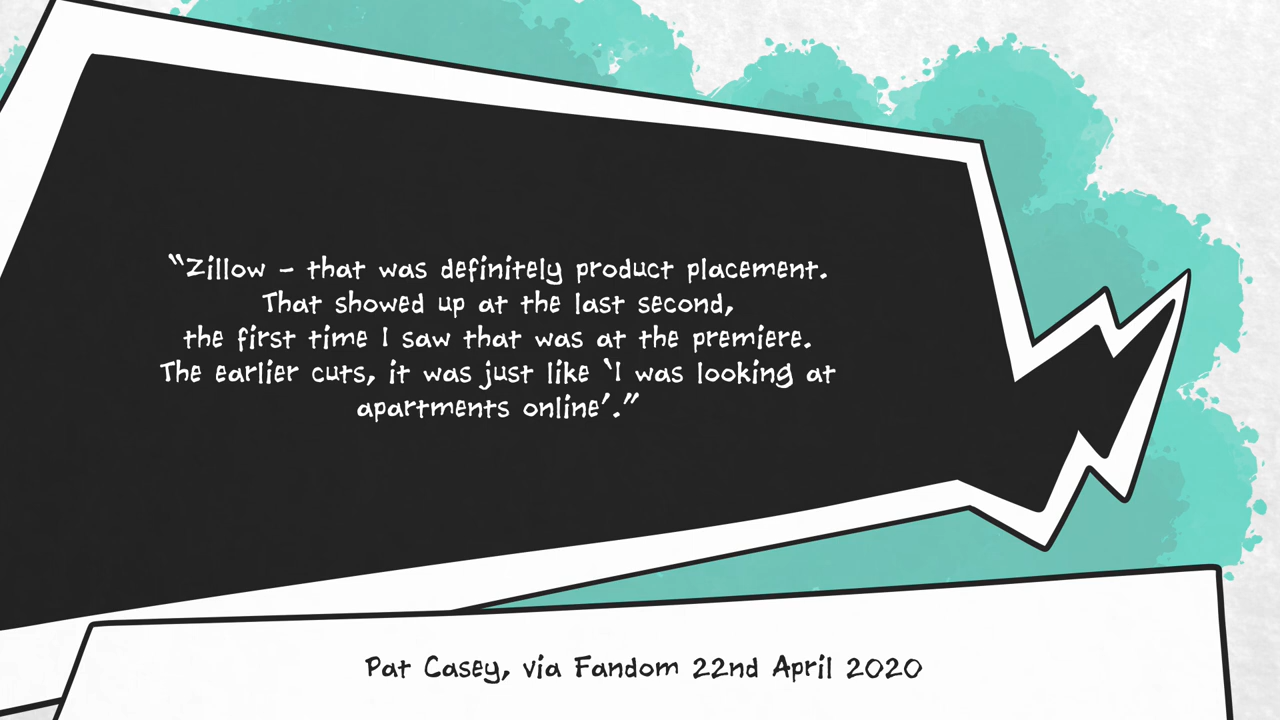 “Zillow – that was definitely product placement.
That showed up at the last second,
the first time I saw that was at the premiere.
The earlier cuts, it was just like ‘I was looking at
apartments online’.”
Pat Casey, via Fandom 22nd April 2020